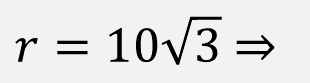 r = 10√3 ⇒